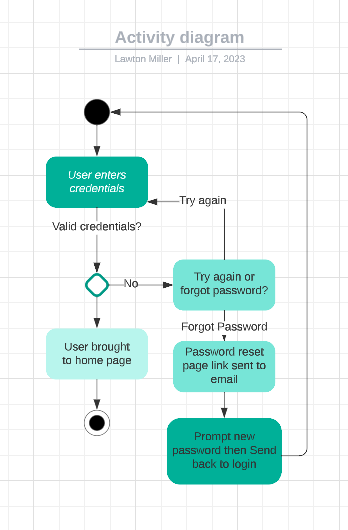 Activity diagram
Lawton Miller | April 17, 2023
User enters
credentials
Try again
Valid credentials?
No
Try again or
forgot password?
Forgot Password
User brought
to home page
Password reset
page link sent to
email
Prompt new
password then Send
back to login